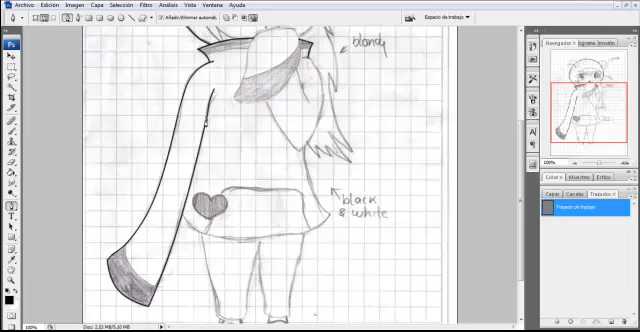 Archivo Edición Imagen Capa Selección Filtro Análisis Vista Ventana Ayuda
Añadir/Eliminar automát.
Espacio de trabajo
Ps
blondy
black
& white
Navegador
100%
Color Muestras Estilos
Capas Canales Trazados
Trazado de trabajo
100% Doc: 2,53 MB/5,10 MB